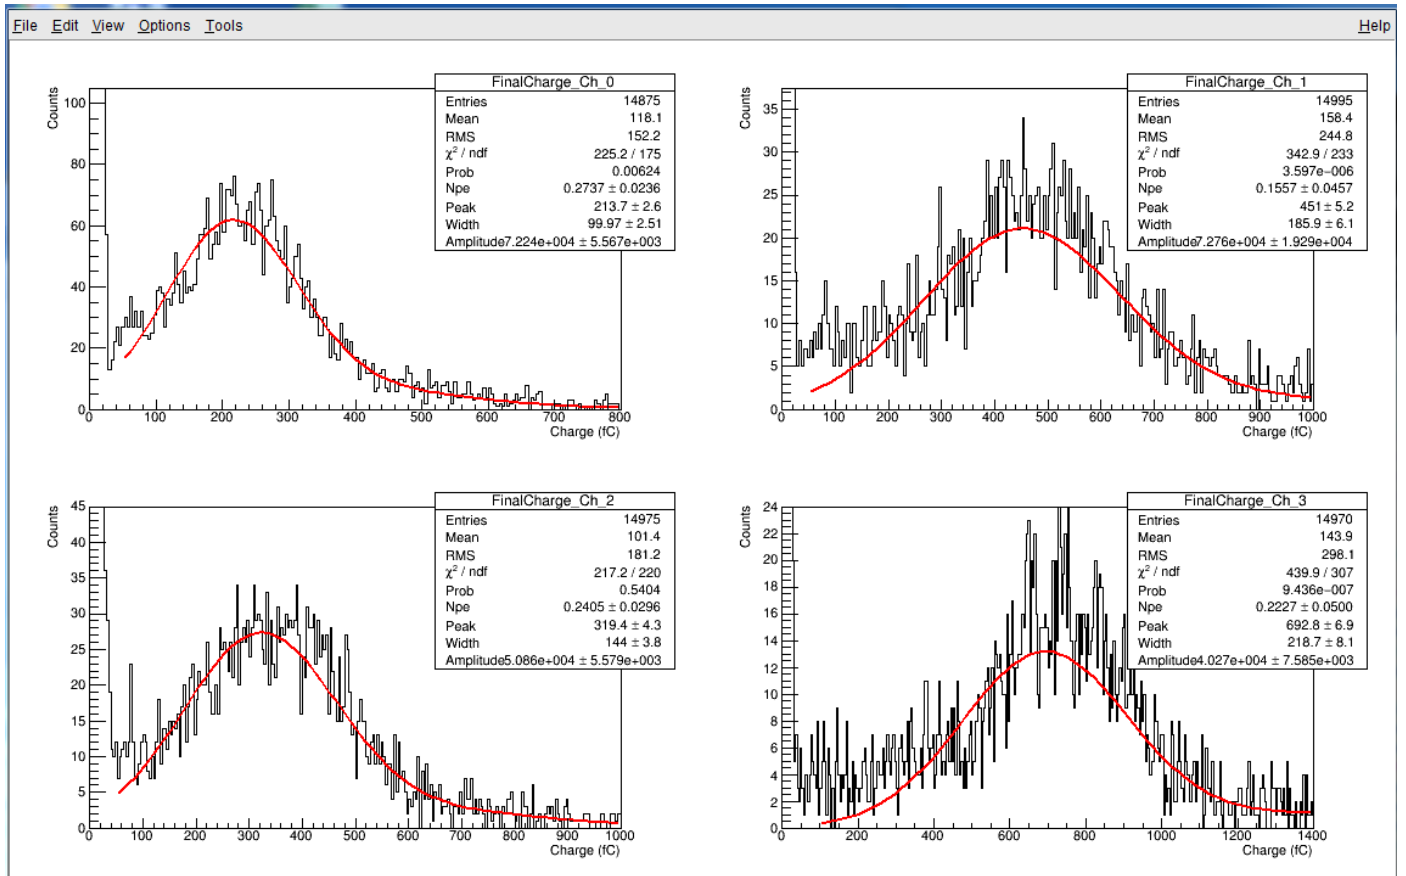 File Edit View Options Tools Help
FinalCharge_Ch_0
Entries 14875
Mean 118.1
RMS 152.2
χ² / ndf 225.2 / 175
Prob 0.00624
Npe 0.2737 ± 0.0236
Peak 213.7 ± 2.6
Width 99.97 ± 2.51
Amplitude7.224e+004 ± 5.567e+003
Counts
100
80
60
40
20
0
0 100 200 300 400 500 600 700 800
Charge (fC)
FinalCharge_Ch_1
Entries 14995
Mean 158.4
RMS 244.8
χ² / ndf 342.9 / 233
Prob 3.597e−006
Npe 0.1557 ± 0.0457
Peak 451 ± 5.2
Width 185.9 ± 6.1
Amplitude7.276e+004 ± 1.929e+004
Counts
35
30
25
20
15
10
5
0
0 100 200 300 400 500 600 700 800 900 1000
Charge (fC)
FinalCharge_Ch_2
Entries 14975
Mean 101.4
RMS 181.2
χ² / ndf 217.2 / 220
Prob 0.5404
Npe 0.2405 ± 0.0296
Peak 319.4 ± 4.3
Width 144 ± 3.8
Amplitude5.086e+004 ± 5.579e+003
Counts
45
40
35
30
25
20
15
10
5
0
0 100 200 300 400 500 600 700 800 900 1000
Charge (fC)
FinalCharge_Ch_3
Entries 14970
Mean 143.9
RMS 298.1
χ² / ndf 439.9 / 307
Prob 9.436e−007
Npe 0.2227 ± 0.0500
Peak 692.8 ± 6.9
Width 218.7 ± 8.1
Amplitude4.027e+004 ± 7.585e+003
Counts
24
22
20
18
16
14
12
10
8
6
4
2
0
0 200 400 600 800 1000 1200 1400
Charge (fC)